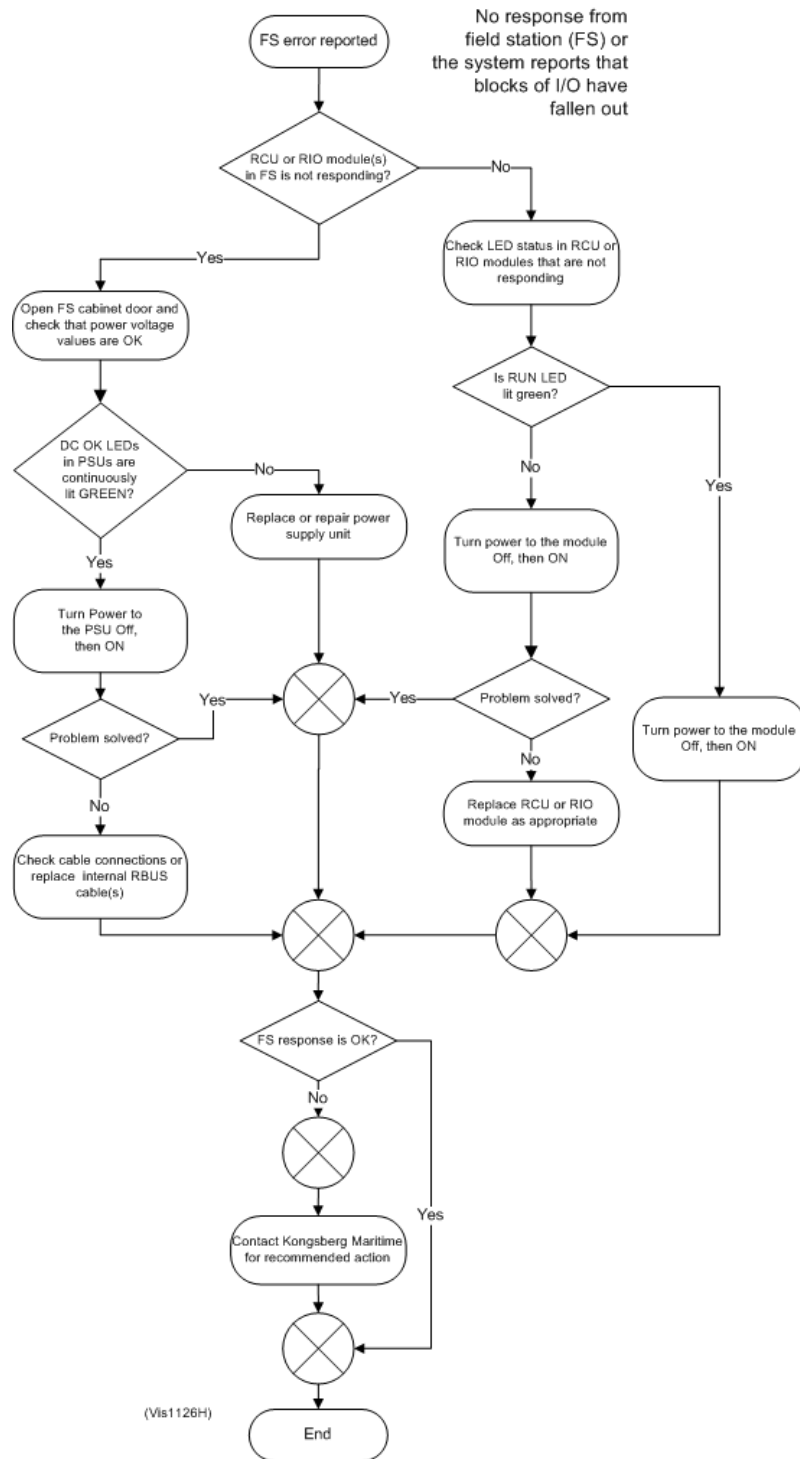 No response from
field station (FS) or
the system reports that
blocks of I/O have
fallen out
FS error reported
RCU or RIO module(s)
in FS is not responding?
No
Yes
Check LED status in RCU or
RIO modules that are not
responding
Open FS cabinet door and
check that power voltage
values are OK
Is RUN LED
lit green?
DC OK LEDs
in PSUs are
continuously
lit GREEN?
No
No
Yes
Replace or repair power
supply unit
Turn power to the module
Off, then ON
Yes
Turn Power to
the PSU Off,
then ON
Yes
Yes
Problem solved?
Problem solved?
Turn power to the module
Off, then ON
No
No
Replace RCU or RIO
module as appropriate
Check cable connections or
replace internal RBUS
cable(s)
FS response is OK?
No
Yes
Contact Kongsberg Maritime
for recommended action
(Vis1126H)
End